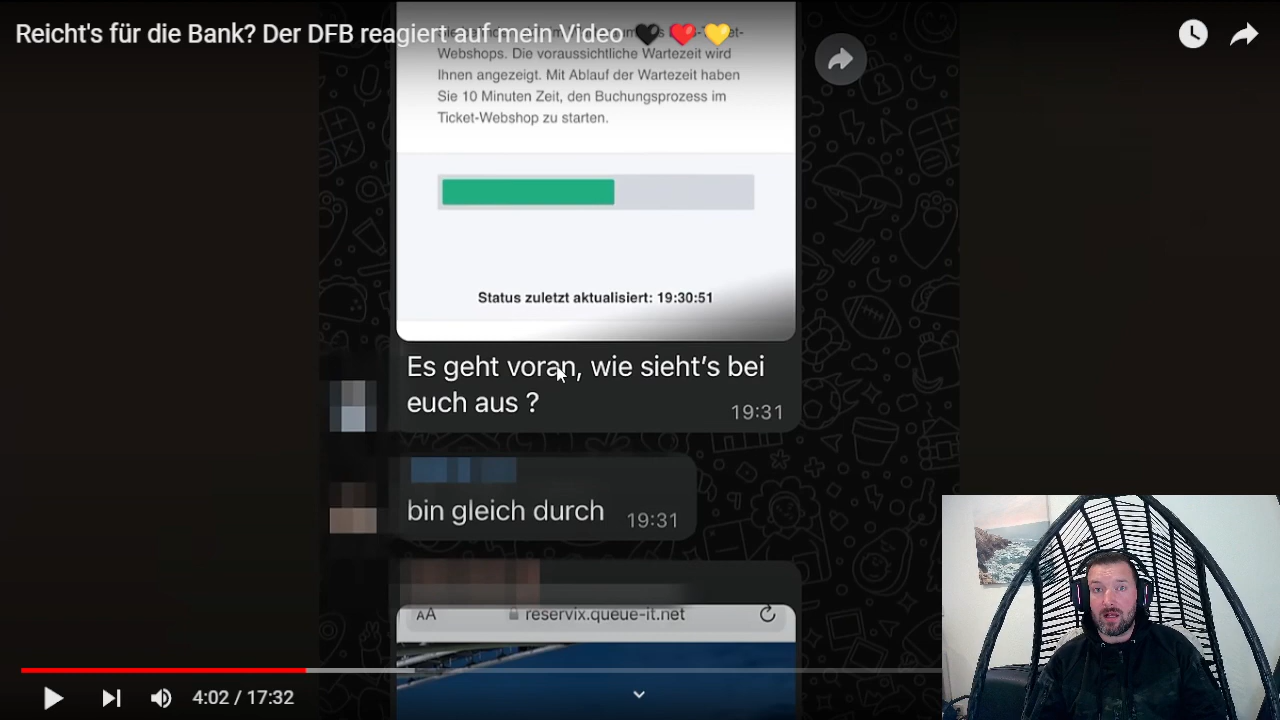 Reicht's für die Bank? Der DFB reagiert auf mein Video 🖤 ❤️ 💛
Webshops. Die voraussichtliche Wartezeit wird
Ihnen angezeigt. Mit Ablauf der Wartezeit haben
Sie 10 Minuten Zeit, den Buchungsprozess im
Ticket-Webshop zu starten.
Status zuletzt aktualisiert: 19:30:51
Es geht voran, wie sieht's bei
euch aus ?
19:31
bin gleich durch
19:31
AA reservix.queue-it.net
4:02 / 17:32